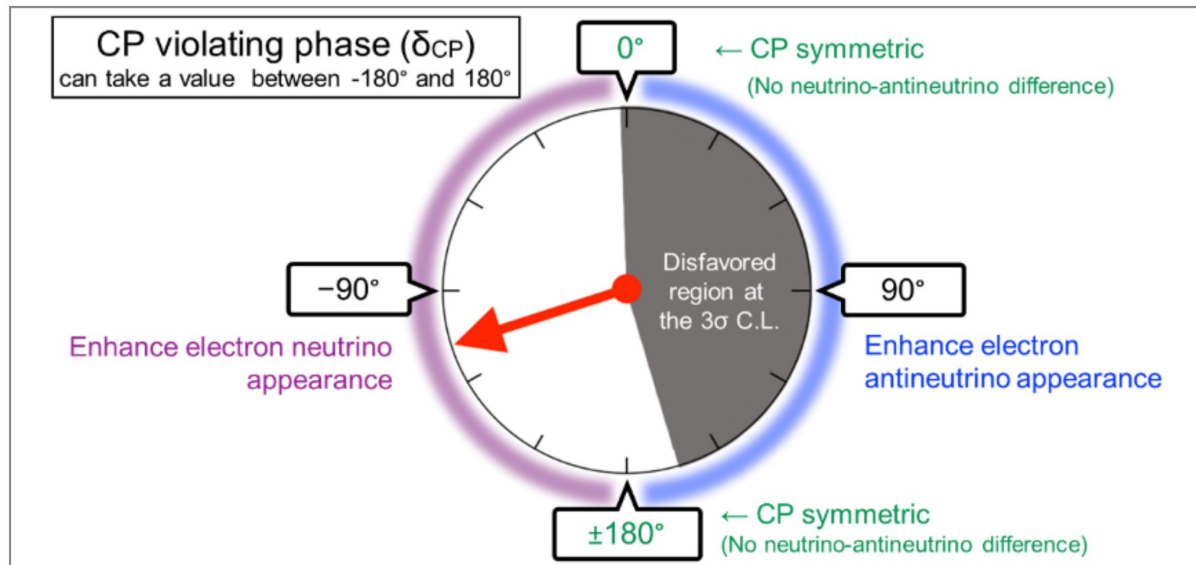 CP violating phase (δCP)
can take a value between -180° and 180°
0°
← CP symmetric
(No neutrino-antineutrino difference)
−90°
Disfavored
region at
the 3σ C.L.
90°
Enhance electron neutrino
appearance
Enhance electron
antineutrino appearance
±180°
← CP symmetric
(No neutrino-antineutrino difference)